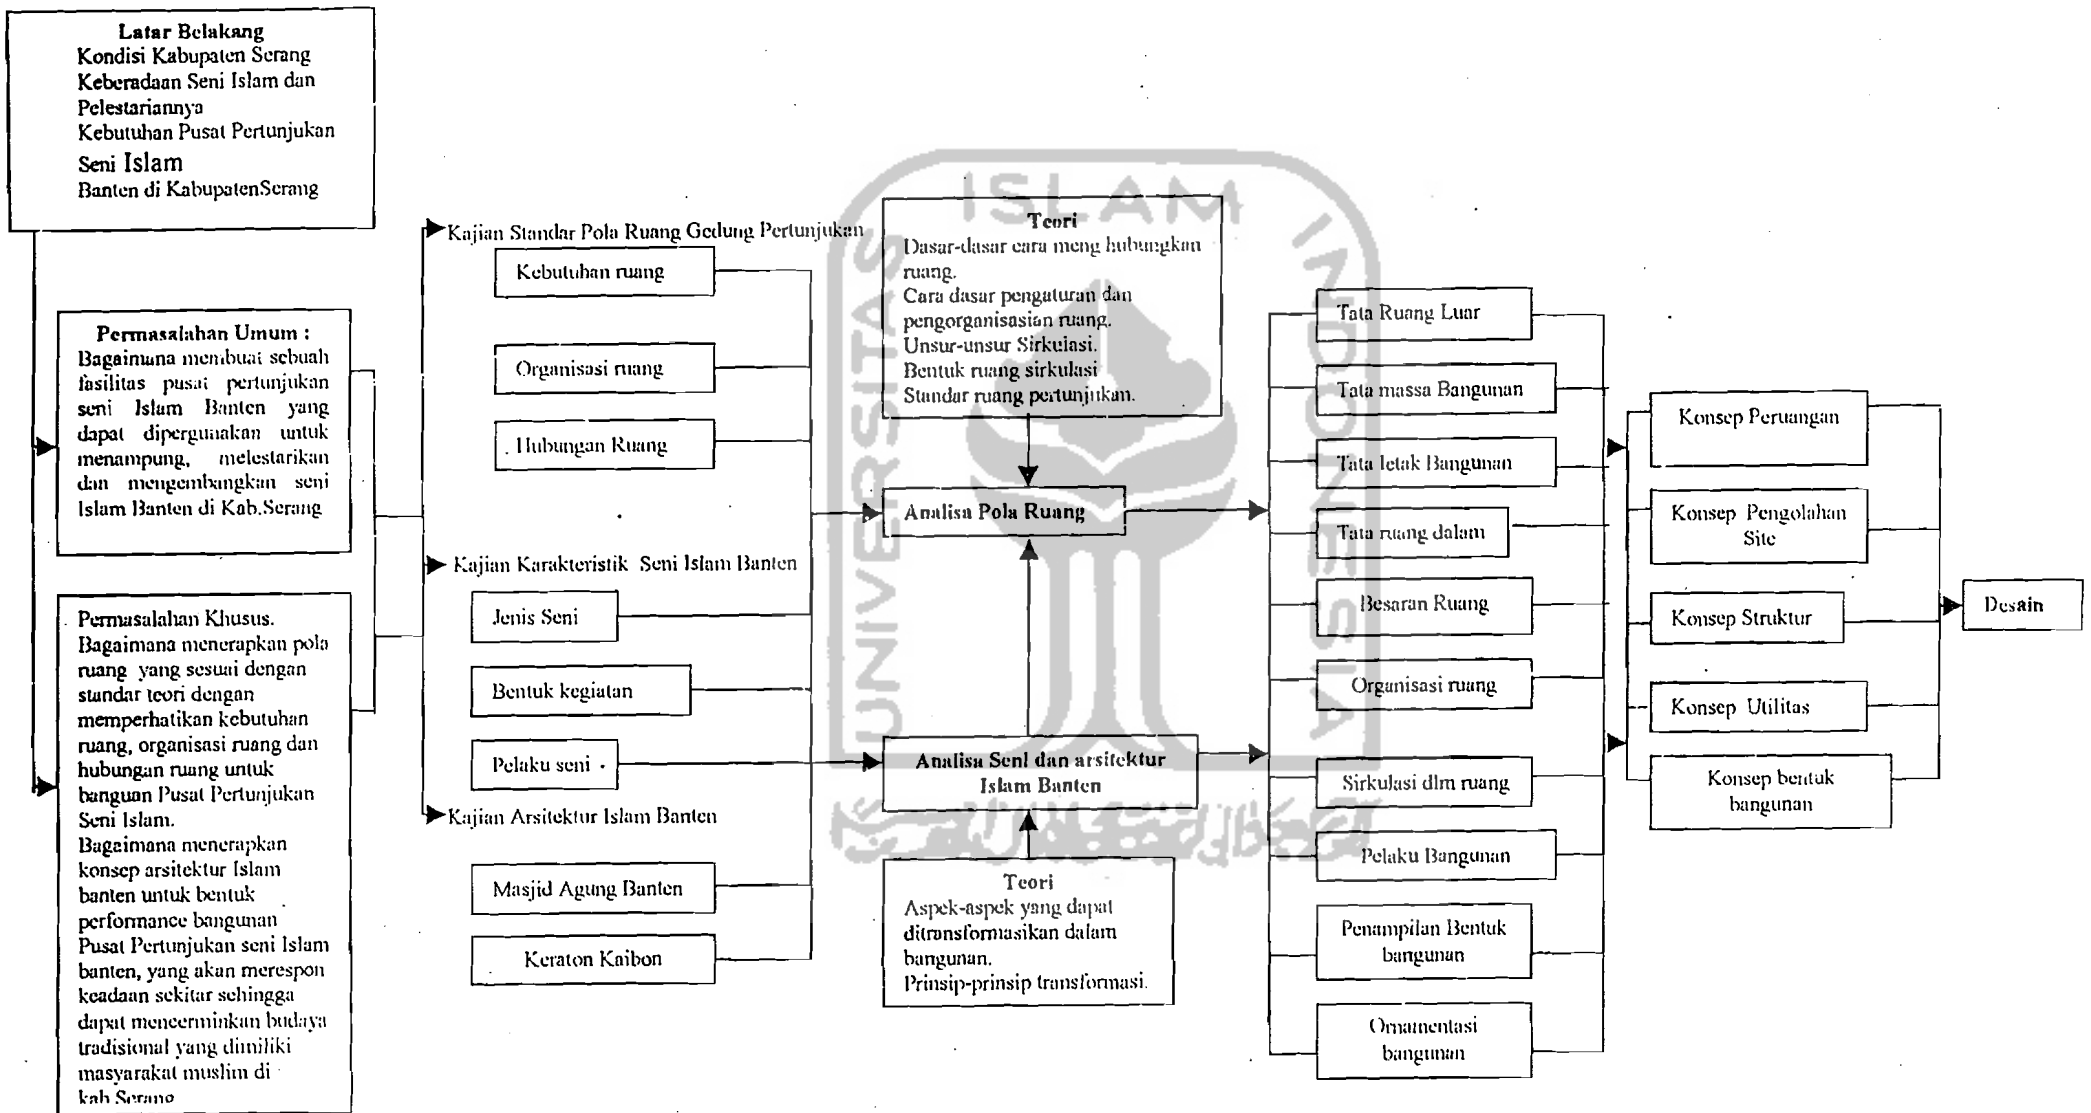 Latar Belakang
Kondisi Kabupaten Serang
Keberadaan Seni Islam dan
Pelestariannya
Kebutuhan Pusat Pertunjukan
Seni Islam
Banten di KabupatenSerang
Permasalahan Umum :
Bagaimana membuat sebuah
fasilitas pusat pertunjukan
seni Islam Banten yang
dapat dipergunakan untuk
menampung, melestarikan
dan mengembangkan seni
Islam Banten di Kab.Serang
Permasalahan Khusus.
Bagaimana menerapkan pola
ruang yang sesuai dengan
standar teori dengan
memperhatikan kebutuhan
ruang, organisasi ruang dan
hubungan ruang untuk
banguan Pusat Pertunjukan
Seni Islam.
Bagaimana menerapkan
konsep arsitektur Islam
banten untuk bentuk
performance bangunan
Pusat Pertunjukan seni Islam
banten, yang akan merespon
keadaan sekitar sehingga
dapat mencerminkan budaya
tradisional yang dimiliki
masyarakat muslim di
kab Serang
Kajian Standar Pola Ruang Gedung Pertunjukan
Kebutuhan ruang
Organisasi ruang
Hubungan Ruang
Kajian Karakteristik Seni Islam Banten
Jenis Seni
Bentuk kegiatan
Pelaku seni
Kajian Arsitektur Islam Banten
Masjid Agung Banten
Keraton Kaibon
Teori
Dasar-dasar cara meng hubungkan
ruang.
Cara dasar pengaturan dan
pengorganisasian ruang.
Unsur-unsur Sirkulasi.
Bentuk ruang sirkulasi
Standar ruang pertunjukan.
Analisa Pola Ruang
Analisa Seni dan arsitektur
Islam Banten
Teori
Aspek-aspek yang dapat
ditransformasikan dalam
bangunan.
Prinsip-prinsip transformasi.
Tata Ruang Luar
Tata massa Bangunan
Tata letak Bangunan
Tata ruang dalam
Besaran Ruang
Organisasi ruang
Sirkulasi dlm ruang
Pelaku Bangunan
Penampilan Bentuk
bangunan
Ornamentasi
bangunan
Konsep Peruangan
Konsep Pengolahan
Site
Konsep Struktur
Konsep Utilitas
Konsep bentuk
bangunan
Desain
UNIVERSITAS
ISLAM
INDONESIA